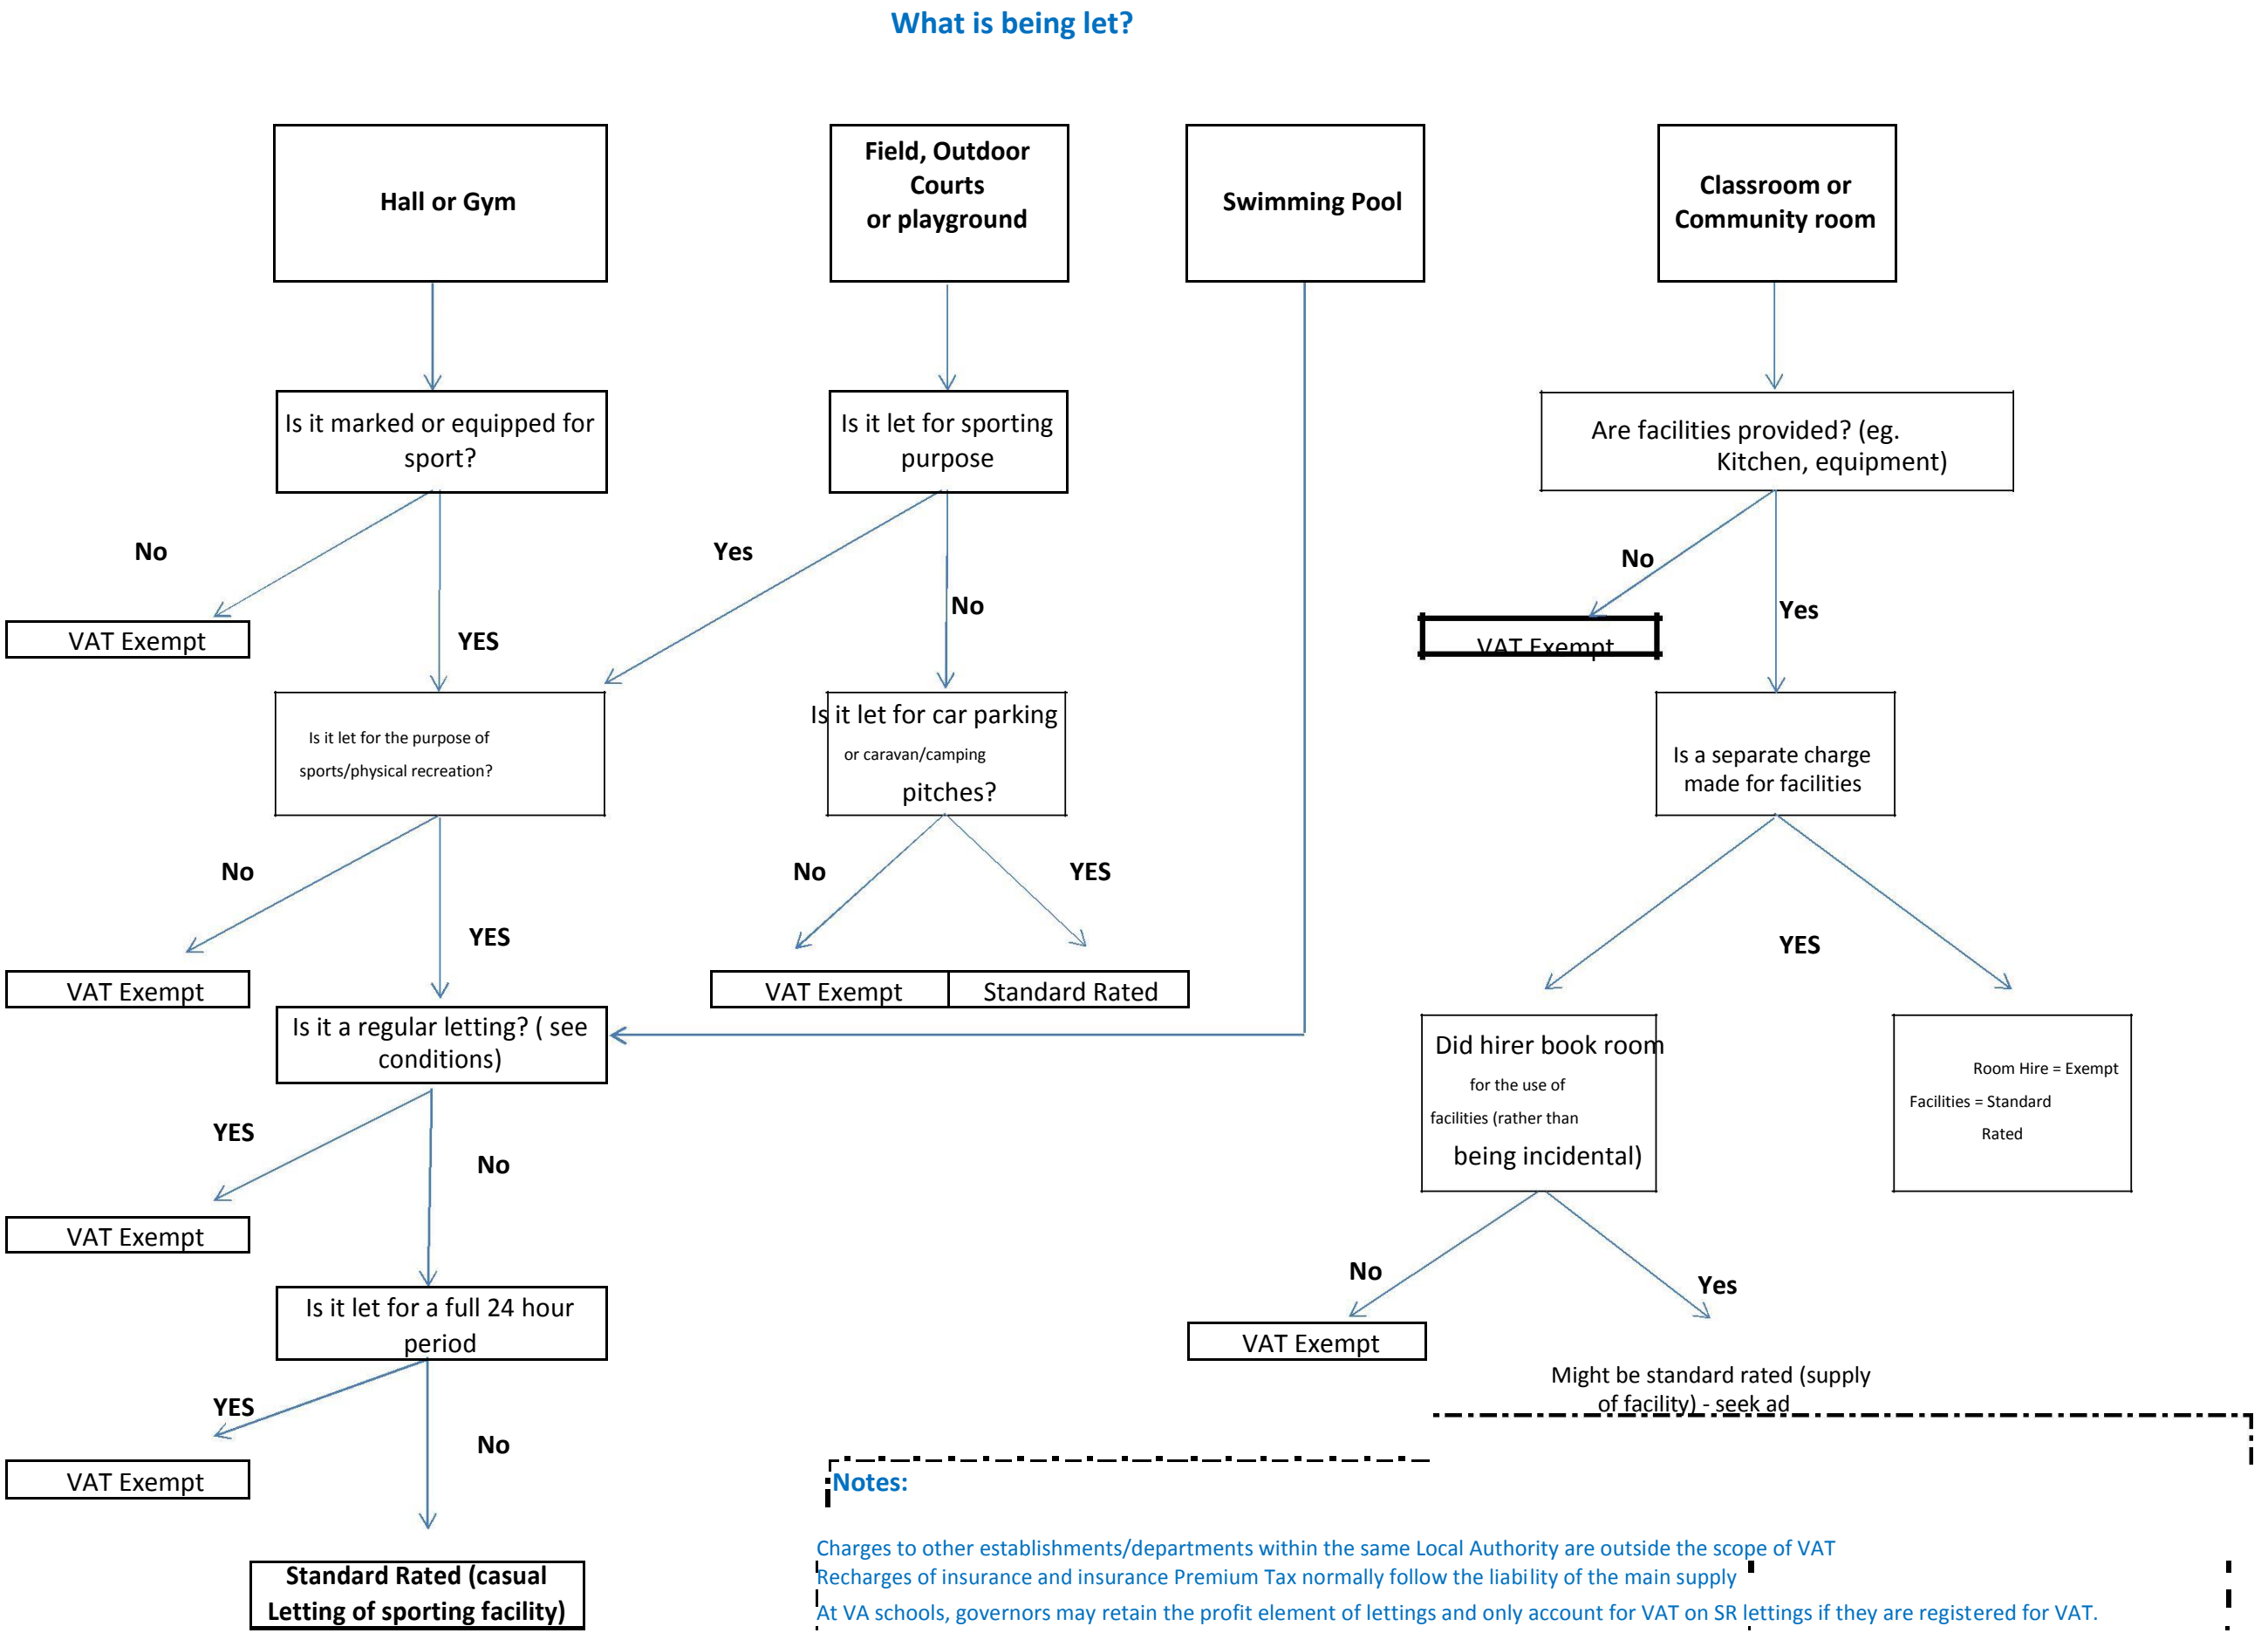 What is being let?
Hall or Gym
Field, Outdoor
Courts
or playground
Swimming Pool
Classroom or
Community room
Is it marked or equipped for
sport?
Is it let for sporting
purpose
Are facilities provided? (eg.
Kitchen, equipment)
No
Yes
No
No
Yes
VAT Exempt
YES
VAT Exempt
Is it let for the purpose of
sports/physical recreation?
Is it let for car parking
or caravan/camping
pitches?
Is a separate charge
made for facilities
No
YES
No
YES
YES
VAT Exempt
VAT Exempt
Standard Rated
Is it a regular letting? ( see
conditions)
Did hirer book room
for the use of
facilities (rather than
being incidental)
Room Hire = Exempt
Facilities = Standard
Rated
YES
No
VAT Exempt
No
Yes
Is it let for a full 24 hour
period
VAT Exempt
Might be standard rated (supply
of facility) - seek ad
YES
No
VAT Exempt
Standard Rated (casual
Letting of sporting facility)
Notes:
Charges to other establishments/departments within the same Local Authority are outside the scope of VAT
Recharges of insurance and insurance Premium Tax normally follow the liability of the main supply
At VA schools, governors may retain the profit element of lettings and only account for VAT on SR lettings if they are registered for VAT.